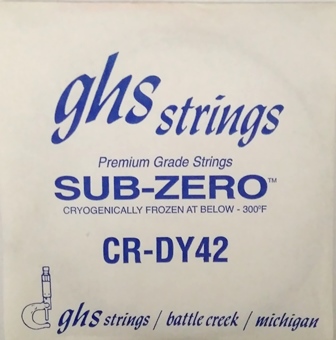 ghs strings
Premium Grade Strings
SUB-ZERO™
CRYOGENICALLY FROZEN AT BELOW - 300°F
CR-DY42
ghs strings / battle creek / michigan